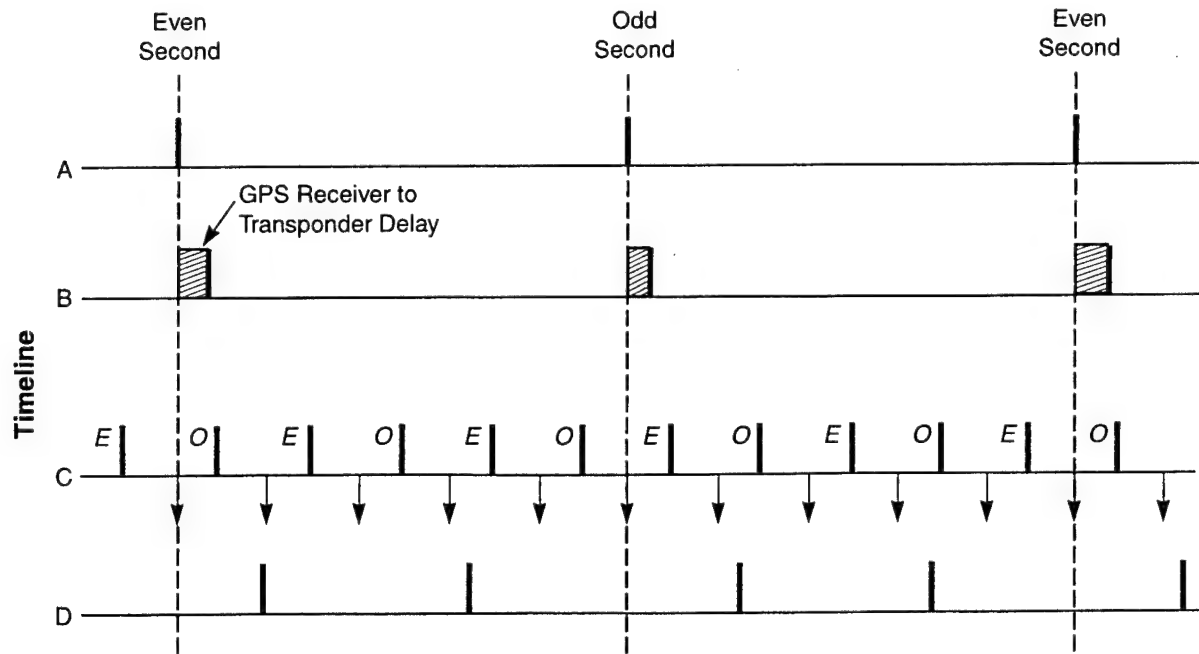 Even
Second
Odd
Second
Even
Second
A
GPS Receiver to
Transponder Delay
B
Timeline
E O E O E O E O E O E O
C
D